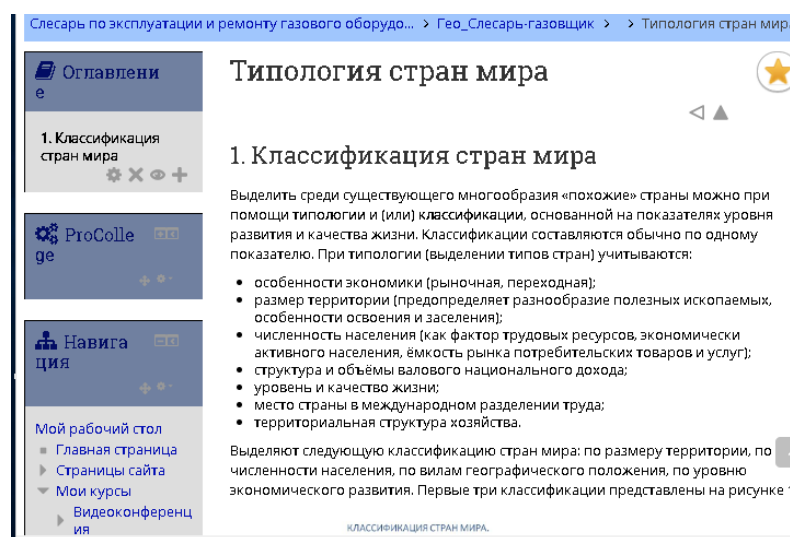 Слесарь по эксплуатации и ремонту газового оборудо... > Гео_Слесарь-газовщик > > Типология стран мир
Оглавлени
е
1. Классификация
стран мира
ProColle
ge
Навига
ция
Мой рабочий стол
Главная страница
Страницы сайта
Мои курсы
Видеоконференц
ия
Типология стран мира
1. Классификация стран мира
Выделить среди существующего многообразия «похожие» страны можно при
помощи типологии и (или) классификации, основанной на показателях уровня
развития и качества жизни. Классификации составляются обычно по одному
показателю. При типологии (выделении типов стран) учитываются:
• особенности экономики (рыночная, переходная);
• размер территории (предопределяет разнообразие полезных ископаемых,
особенности освоения и заселения);
• численность населения (как фактор трудовых ресурсов, экономически
активного населения, ёмкость рынка потребительских товаров и услуг);
• структура и объёмы валового национального дохода;
• уровень и качество жизни;
• место страны в международном разделении труда;
• территориальная структура хозяйства.
Выделяют следующую классификацию стран мира: по размеру территории, по
численности населения, по вилам географического положения, по уровню
экономического развития. Первые три классификации представлены на рисунке 1
КЛАССИФИКАЦИЯ СТРАН МИРА.